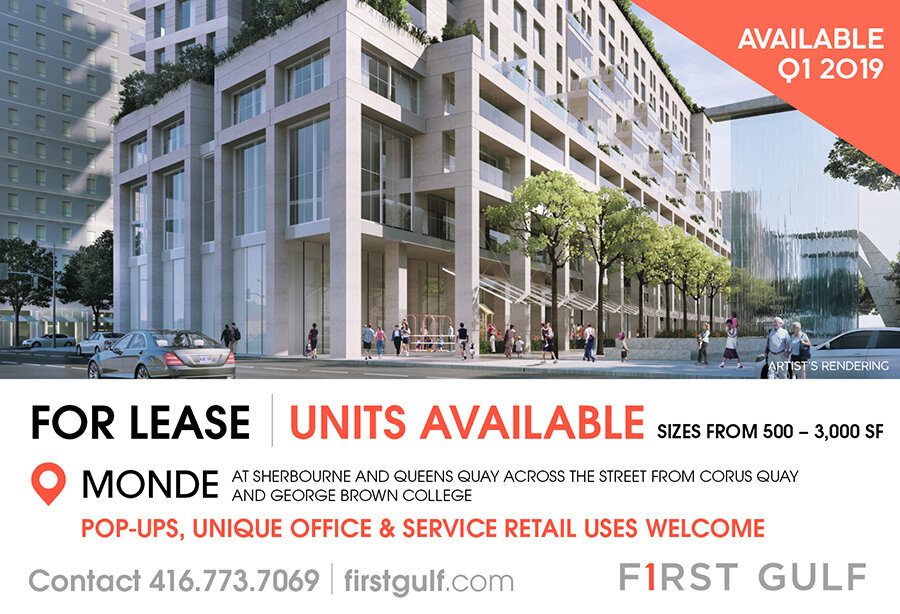 AVAILABLE
Q1 2019
ARTIST'S RENDERING
FOR LEASE | UNITS AVAILABLE SIZES FROM 500 – 3,000 SF
MONDE AT SHERBOURNE AND QUEENS QUAY ACROSS THE STREET FROM CORUS QUAY
AND GEORGE BROWN COLLEGE
POP-UPS, UNIQUE OFFICE & SERVICE RETAIL USES WELCOME
Contact 416.773.7069 | firstgulf.com
F1RST GULF